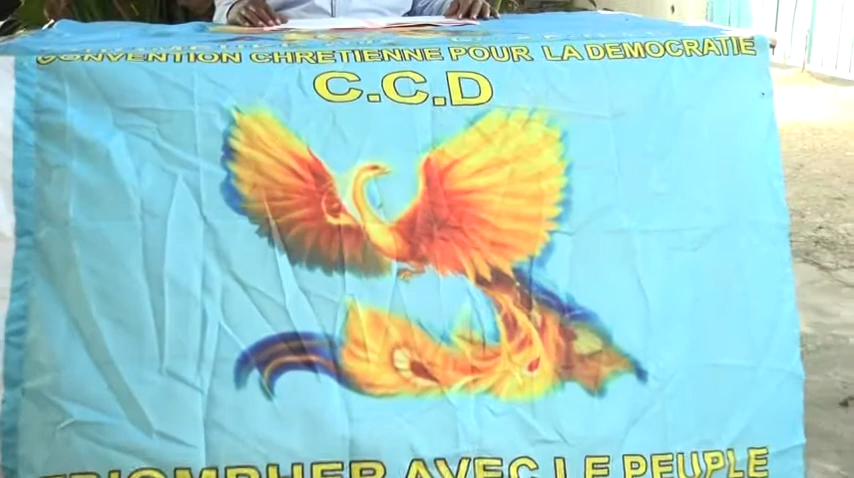 CONVENTION CHRETIENNE POUR LA DEMOCRATIE
C.C.D
TRIOMPHER AVEC LE PEUPLE